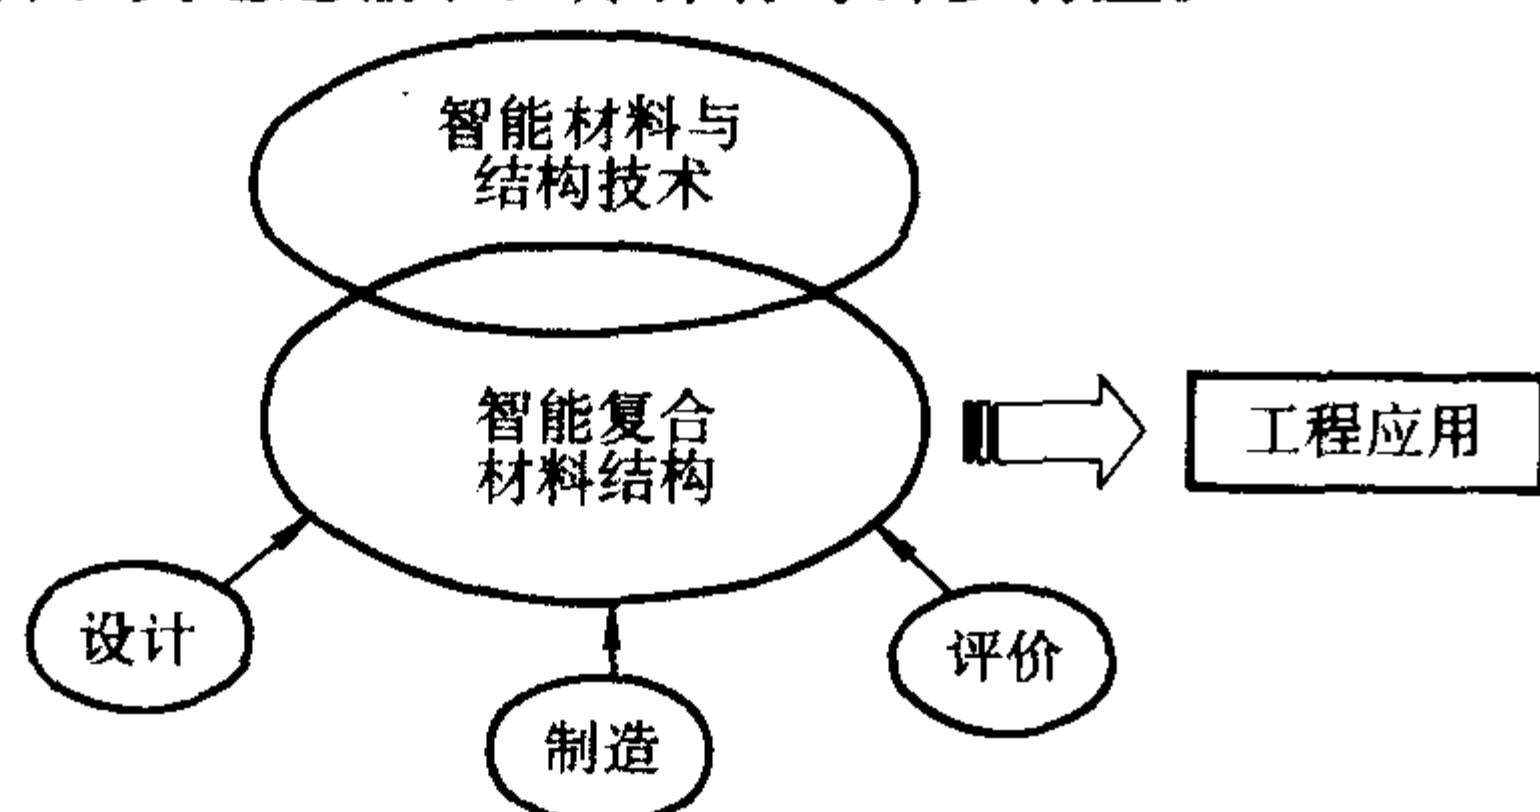 智能材料与
结构技术
智能复合
材料结构
工程应用
设计
评价
制造